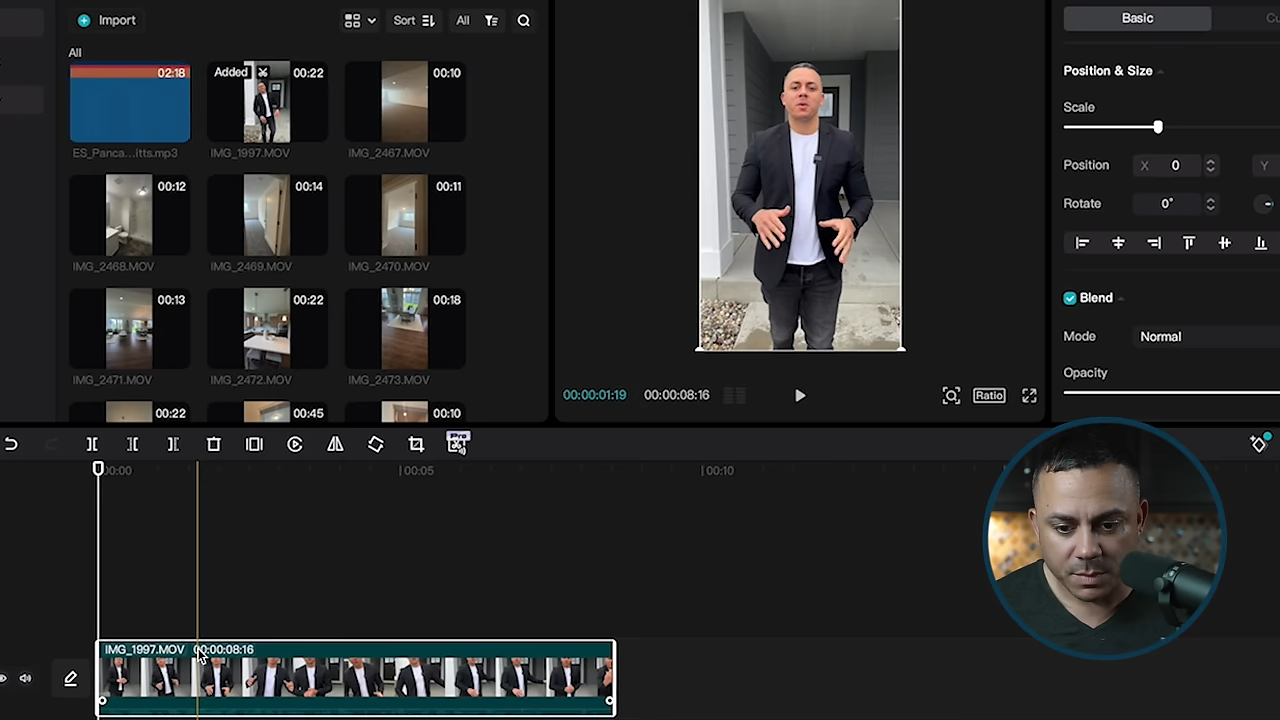 Import
Sort
All
Basic
All
02:18
Added
00:22
00:10
ES_Panca...itts.mp3
IMG_1997.MOV
IMG_2467.MOV
00:12
00:14
00:11
IMG_2468.MOV
IMG_2469.MOV
IMG_2470.MOV
00:13
00:22
00:18
IMG_2471.MOV
IMG_2472.MOV
IMG_2473.MOV
00:22
00:45
00:10
00:00:01:19
00:00:08:16
Ratio
Position & Size
Scale
Position
X
0
Y
Rotate
0°
Blend
Mode
Normal
Opacity
Pro
00:00
00:05
00:10
IMG_1997.MOV 00:00:08:16